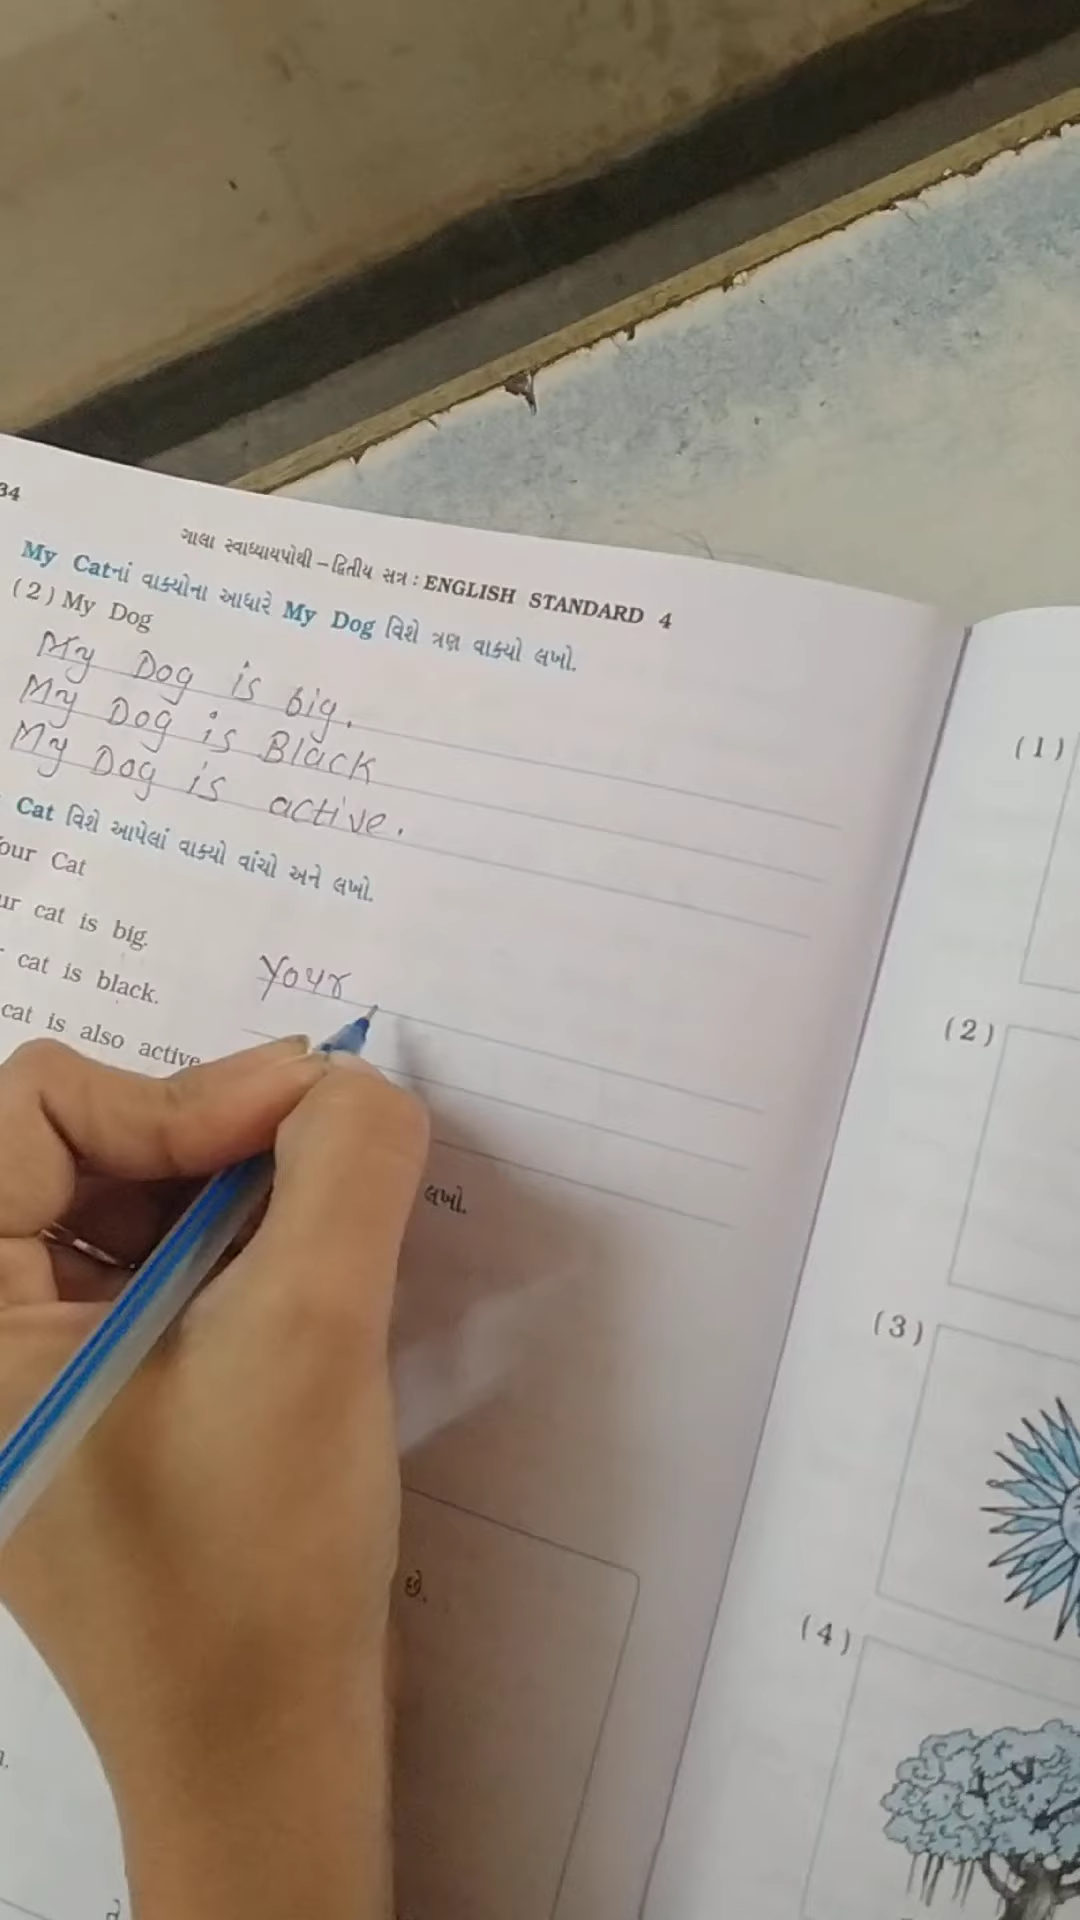 34
ગાલા સ્વાધ્યાયપોથી – દ્વિતીય સત્ર : ENGLISH STANDARD 4
My Catનાં વાક્યોના આધારે My Dog વિશે ત્રણ વાક્યો લખો.
(2) My Dog
My Dog is big.
My Dog is Black
My Dog is active.
Cat વિશે આપેલાં વાક્યો વાંચો અને લખો.
our Cat
ur cat is big.
cat is black.
cat is also active
Your
લખો.
છે.
(1)
(2)
(3)
(4)